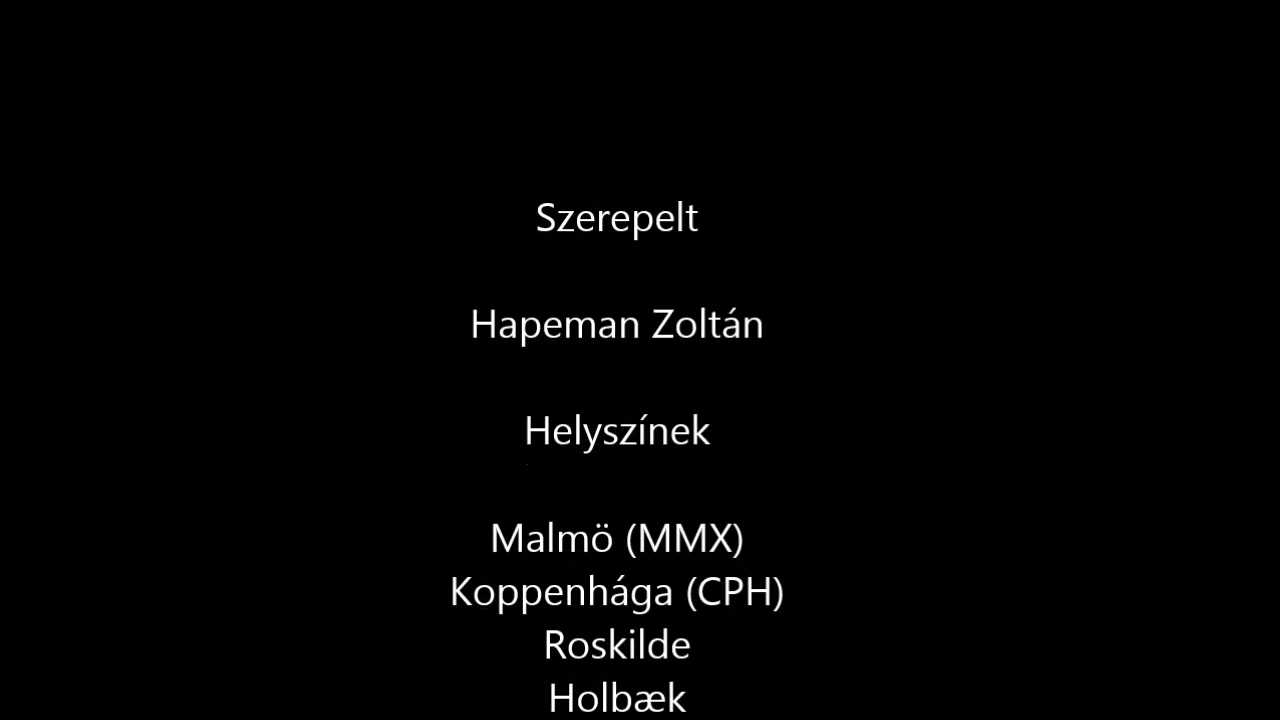 Szerepelt
Hapeman Zoltán
Helyszínek
Malmö (MMX)
Koppenhága (CPH)
Roskilde
Holbæk